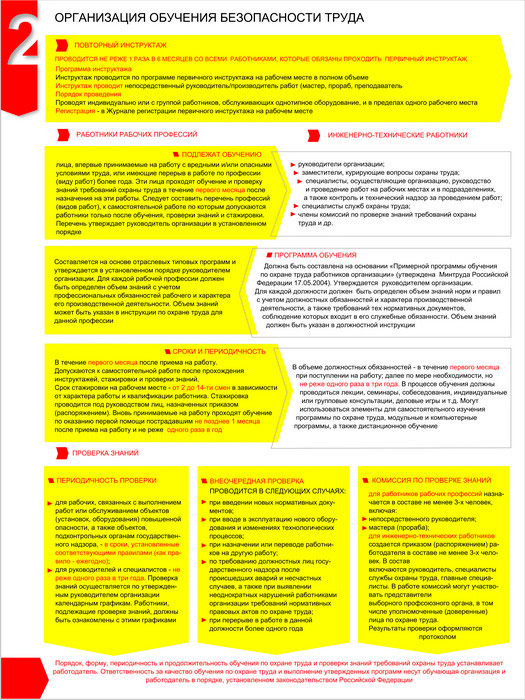 2
ОРГАНИЗАЦИЯ ОБУЧЕНИЯ БЕЗОПАСНОСТИ ТРУДА
ПОВТОРНЫЙ ИНСТРУКТАЖ
ПРОВОДИТСЯ НЕ РЕЖЕ 1 РАЗА В 6 МЕСЯЦЕВ СО ВСЕМИ РАБОТНИКАМИ, КОТОРЫЕ ОБЯЗАНЫ ПРОХОДИТЬ ПЕРВИЧНЫЙ ИНСТРУКТАЖ
Программа инструктажа
Инструктаж проводится по программе первичного инструктажа на рабочем месте в полном объеме
Инструктаж проводит непосредственный руководитель/производитель работ (мастер, прораб, преподаватель
Порядок проведения
Проводят индивидуально или с группой работников, обслуживающих однотипное оборудование, и в пределах одного рабочего места
Регистрация - в Журнале регистрации первичного инструктажа на рабочем месте
РАБОТНИКИ РАБОЧИХ ПРОФЕССИЙ
ИНЖЕНЕРНО-ТЕХНИЧЕСКИЕ РАБОТНИКИ
ПОДЛЕЖАТ ОБУЧЕНИЮ
лица, впервые принимаемые на работу с вредными и/или опасными
условиями труда, или имеющие перерыв в работе по профессии
(виду работ) более года. Эти лица проходят обучение и проверку
знаний требований охраны труда в течение первого месяца после
назначения на эти работы. Следует составить перечень профессий
(видов работ), к самостоятельной работе по которым допускаются
работники только после обучения, проверки знаний и стажировки.
Перечень утверждает руководитель организации в установленном
порядке
руководители организации;
заместители, курирующие вопросы охраны труда;
специалисты, осуществляющие организацию, руководство
и проведение работ на рабочих местах и в подразделениях,
а также контроль и технический надзор за проведением работ;
специалисты служб охраны труда;
члены комиссий по проверке знаний требований охраны
труда и др.
Составляется на основе отраслевых типовых программ и
утверждается в установленном порядке руководителем
организации. Для каждой рабочей профессии должен
быть определен объем знаний с учетом
профессиональных обязанностей рабочего и характера
его производственной деятельности. Объем знаний
может быть указан в инструкции по охране труда для
данной профессии
ПРОГРАММА ОБУЧЕНИЯ
Должна быть составлена на основании «Примерной программы обучения
по охране труда работников организации» (утверждена Минтруда Российской
Федерации 17.05.2004). Утверждается руководителем организации.
Для каждой должности должен быть определен объем знаний норм и правил
с учетом должностных обязанностей и характера производственной
деятельности, а также требований тех нормативных документов,
соблюдение которых входит в его служебные обязанности. Объем знаний
должен быть указан в должностной инструкции
СРОКИ И ПЕРИОДИЧНОСТЬ
В течение первого месяца после приема на работу.
Допускаются к самостоятельной работе после прохождения
инструктажей, стажировки и проверки знаний.
Срок стажировки на рабочем месте - от 2 до 14-ти смен в зависимости
от характера работы и квалификации работника. Стажировка
проводится под руководством лиц, назначенных приказом
(распоряжением). Вновь принимаемые на работу проходят обучение
по оказанию первой помощи пострадавшим не позднее 1 месяца
после приема на работу и не реже одного раза в год
В объеме должностных обязанностей - в течение первого месяца
при поступлении на работу; далее по мере необходимости, но
не реже одного раза в три года. В процессе обучения должны
проводиться лекции, семинары, собеседования, индивидуальные
или групповые консультации, деловые игры и т.д. Могут
использоваться элементы для самостоятельного изучения
программы по охране труда, модульные и компьютерные
программы, а также дистанционное обучение
ПРОВЕРКА ЗНАНИЙ
ПЕРИОДИЧНОСТЬ ПРОВЕРКИ
для рабочих, связанных с выполнением
работ или обслуживанием объектов
(установок, оборудования) повышенной
опасности, а также объектов,
подконтрольных органам государствен-
ного надзора, - в сроки, установленные
соответствующими правилами (как пра-
вило - ежегодно);
для руководителей и специалистов - не
реже одного раза в три года. Проверка
знаний осуществляется по утвержден-
ным руководителем организации
календарным графикам. Работники,
подлежащие проверке знаний, должны
быть ознакомлены с этими графиками
ВНЕОЧЕРЕДНАЯ ПРОВЕРКА
ПРОВОДИТСЯ В СЛЕДУЮЩИХ СЛУЧАЯХ:
при введении новых нормативных доку-
ментов;
при вводе в эксплуатацию нового обору-
дования и изменениях технологических
процессов;
при назначении или переводе работни-
ков на другую работу;
по требованию должностных лиц госу-
дарственного надзора после
происшедших аварий и несчастных
случаев, а также при выявлении
неоднократных нарушений работниками
организации требований нормативных
правовых актов по охране труда;
при перерыве в работе в данной
должности более одного года
КОМИССИЯ ПО ПРОВЕРКЕ ЗНАНИЙ
для работников рабочих профессий назна-
чается в составе не менее 3-х человек,
включая:
непосредственного руководителя;
мастера (прораба);
для инженерно-технических работников
создается приказом (распоряжением) ра-
ботодателя в составе не менее 3-х чело-
век. В состав
включаются руководитель, специалисты
службы охраны труда, главные специа-
листы. В работе комиссий могут участво-
вать представители
выборного профсоюзного органа, в том
числе уполномоченные (доверенные)
лица по охране труда.
Результаты проверки оформляются
протоколом
Порядок, форму, периодичность и продолжительность обучения по охране труда и проверки знаний требований охраны труда устанавливает
работодатель. Ответственность за качество обучения по охране труда и выполнение утвержденных программ несут обучающая организация и
работодатель в порядке, установленном законодательством Российской Федерации